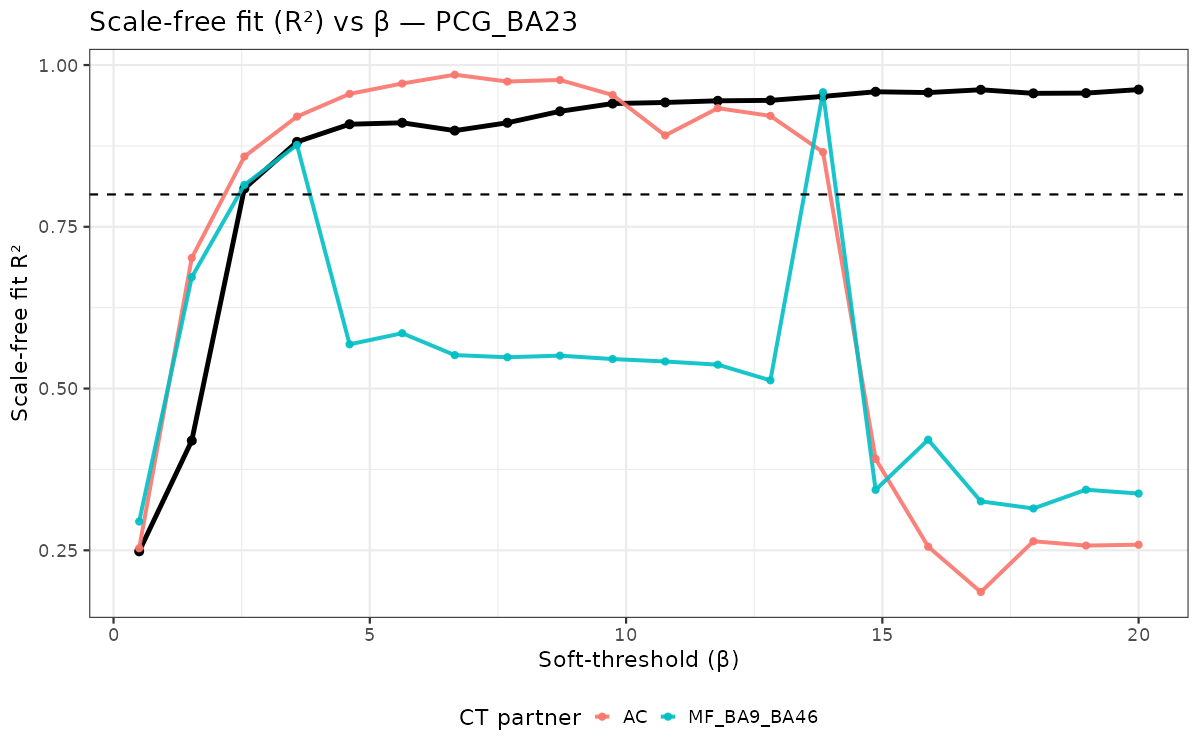 Scale-free fit (R²) vs β — PCG_BA23
Scale-free fit R²
1.00
0.75
0.50
0.25
0 5 10 15 20
Soft-threshold (β)
CT partner AC MF_BA9_BA46